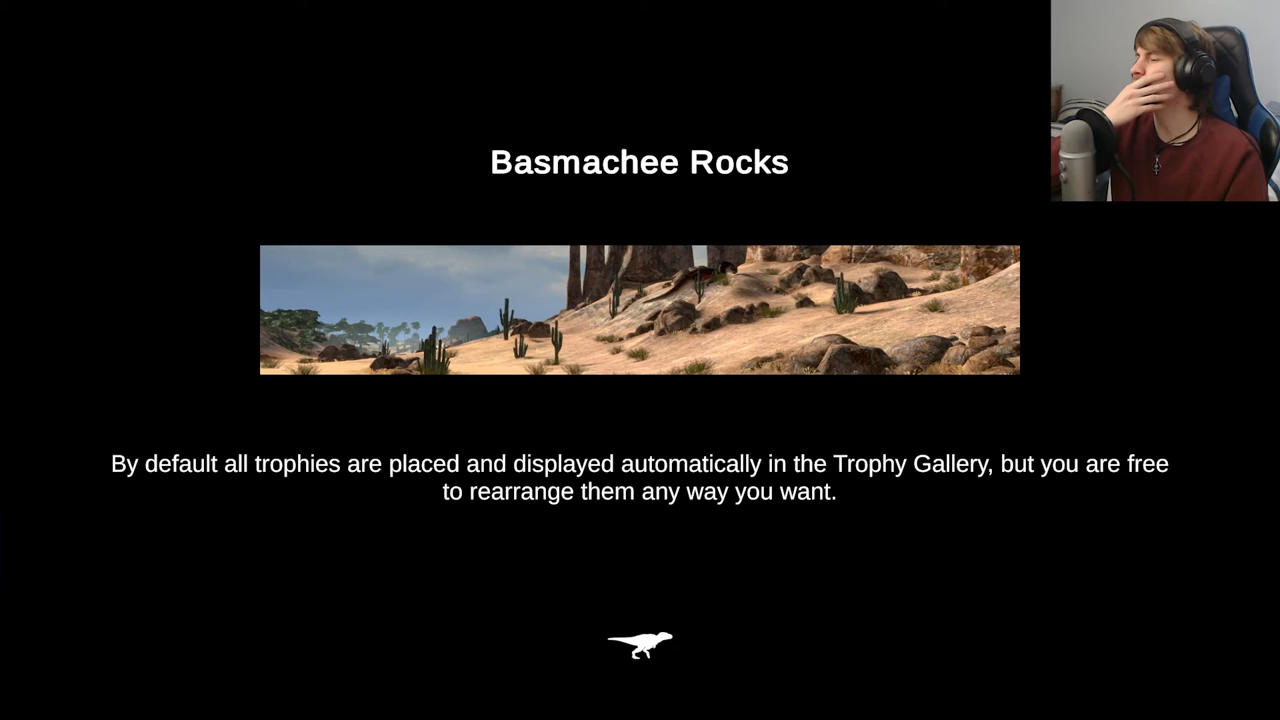 Basmachee Rocks
By default all trophies are placed and displayed automatically in the Trophy Gallery, but you are free
to rearrange them any way you want.